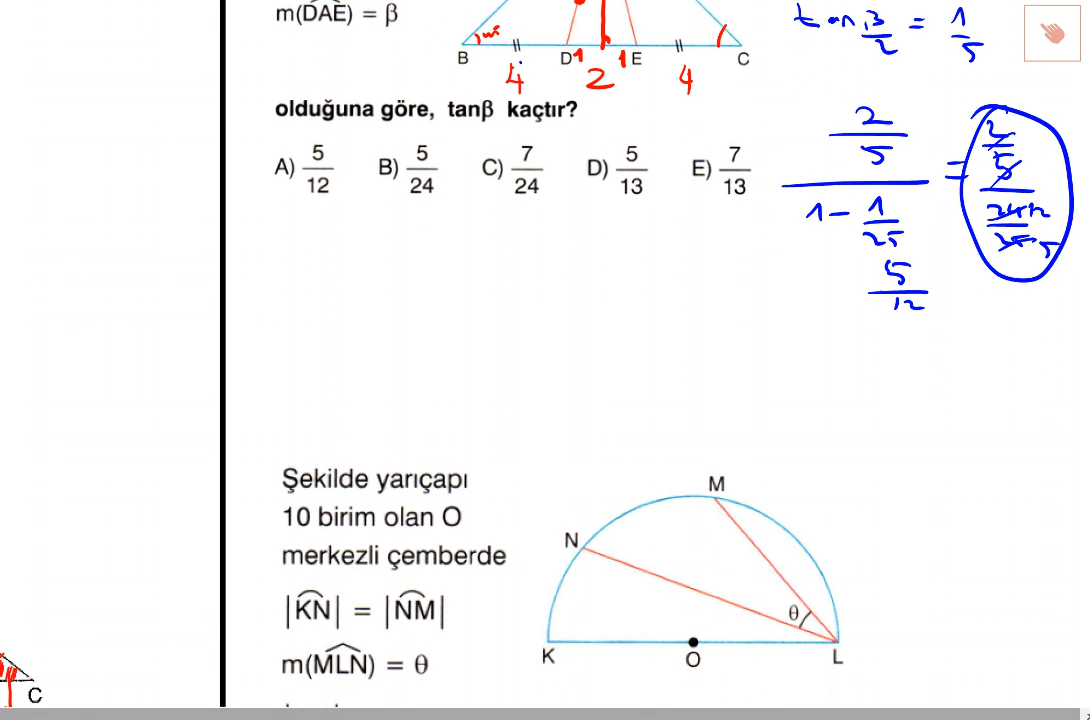 m(DAE) = β
B D E C
4 1 2 1 4
tan β/2 = 1/5
olduğuna göre, tanβ kaçtır?
A) 5/12 B) 5/24 C) 7/24 D) 5/13 E) 7/13
2/5
1 - 1/25
=
5/12
Şekilde yarıçapı
10 birim olan O
merkezli çemberde
|KN| = |NM|
m(MLN) = θ
M
N
θ
K O L
C